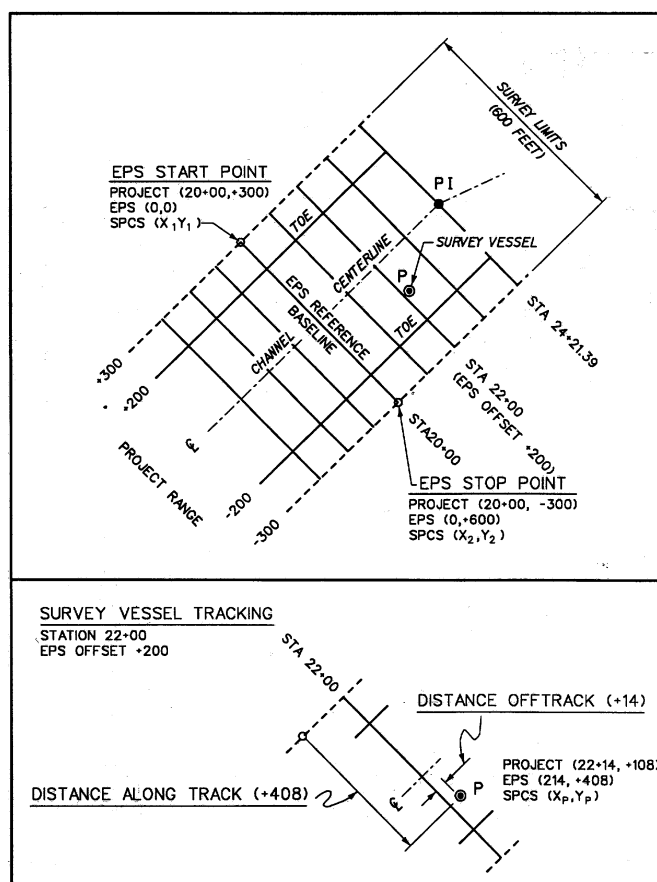 SURVEY LIMITS
(600 FEET)
EPS START POINT
PROJECT (20+00,+300)
EPS (0,0)
SPCS (X1Y1)
PI
TOE
SURVEY VESSEL
P
CENTERLINE
EPS REFERENCE
BASELINE
CHANNEL
TOE
STA 24+21.39
+300
+200
STA 22+00
(EPS OFFSET
+200)
STA20+00
℄
PROJECT RANGE
-200
-300
EPS STOP POINT
PROJECT (20+00, -300)
EPS (0,+600)
SPCS (X2,Y2)
SURVEY VESSEL TRACKING
STATION 22+00
EPS OFFSET +200
STA 22+00
DISTANCE OFFTRACK (+14)
PROJECT (22+14, +108)
EPS (214, +408)
SPCS (XP,YP)
P
℄
DISTANCE ALONG TRACK (+408)